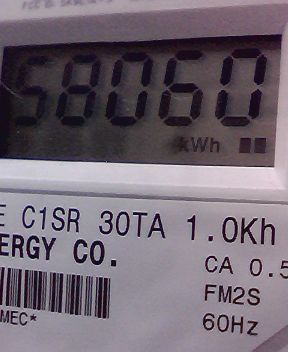 58060
kWh
E C1SR 30TA 1.0Kh
ERGY CO.
CA 0.5
FM2S
MEC*
60Hz